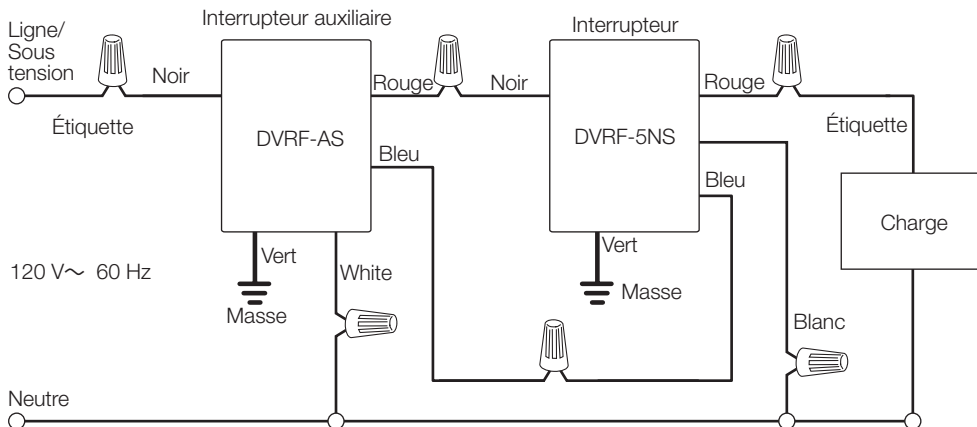 Ligne/
Sous
tension
Interrupteur auxiliaire
Interrupteur
Noir
Rouge
Noir
Rouge
Étiquette
Étiquette
DVRF-AS
DVRF-5NS
Bleu
Bleu
Charge
Vert
White
Vert
120 V～ 60 Hz
Masse
Masse
Blanc
Neutre